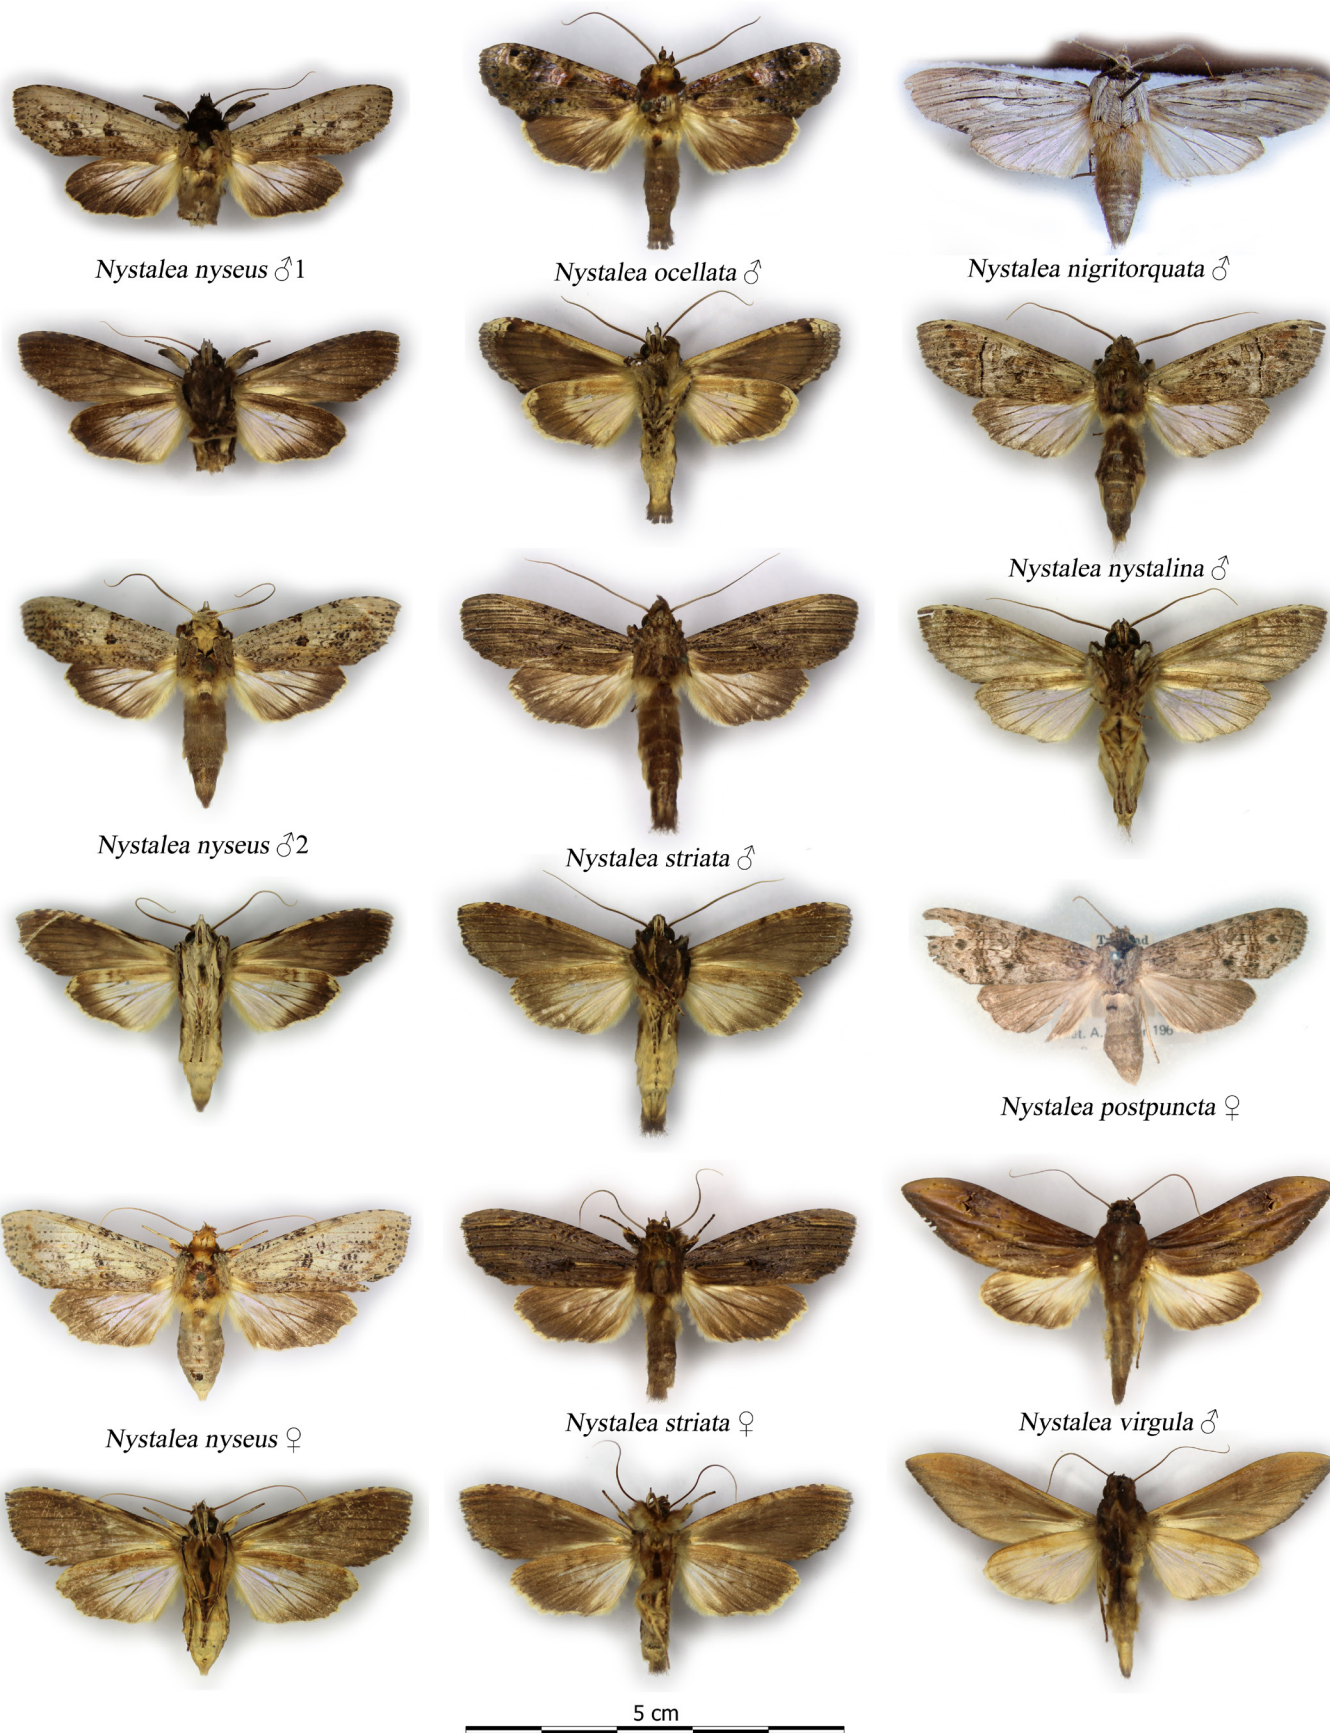 Nystalea nyseus ♂1
Nystalea ocellata ♂
Nystalea nigritorquata ♂
Nystalea nystalina ♂
Nystalea nyseus ♂2
Nystalea striata ♂
196
Nystalea postpuncta ♀
Nystalea nyseus ♀
Nystalea striata ♀
Nystalea virgula ♂
5 cm